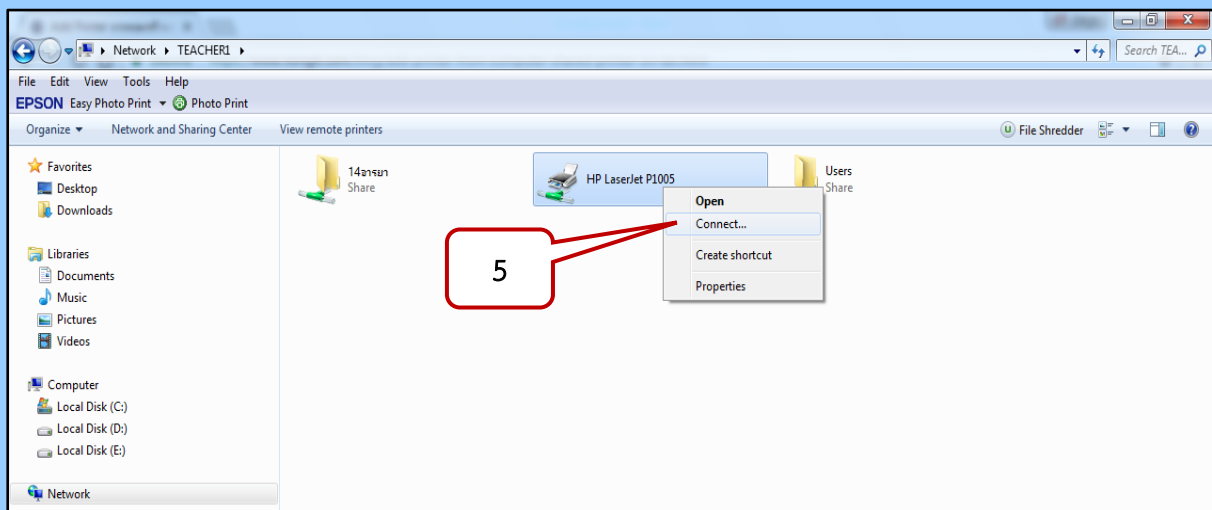 Network ▸ TEACHER1 ▸
Search TEA...
File Edit View Tools Help
EPSON Easy Photo Print Photo Print
Organize Network and Sharing Center View remote printers File Shredder
Favorites
Desktop
Downloads
Libraries
Documents
Music
Pictures
Videos
Computer
Local Disk (C:)
Local Disk (D:)
Local Disk (E:)
Network
14อารยา
Share
HP LaserJet P1005
Users
Share
Open
Connect...
Create shortcut
Properties
5